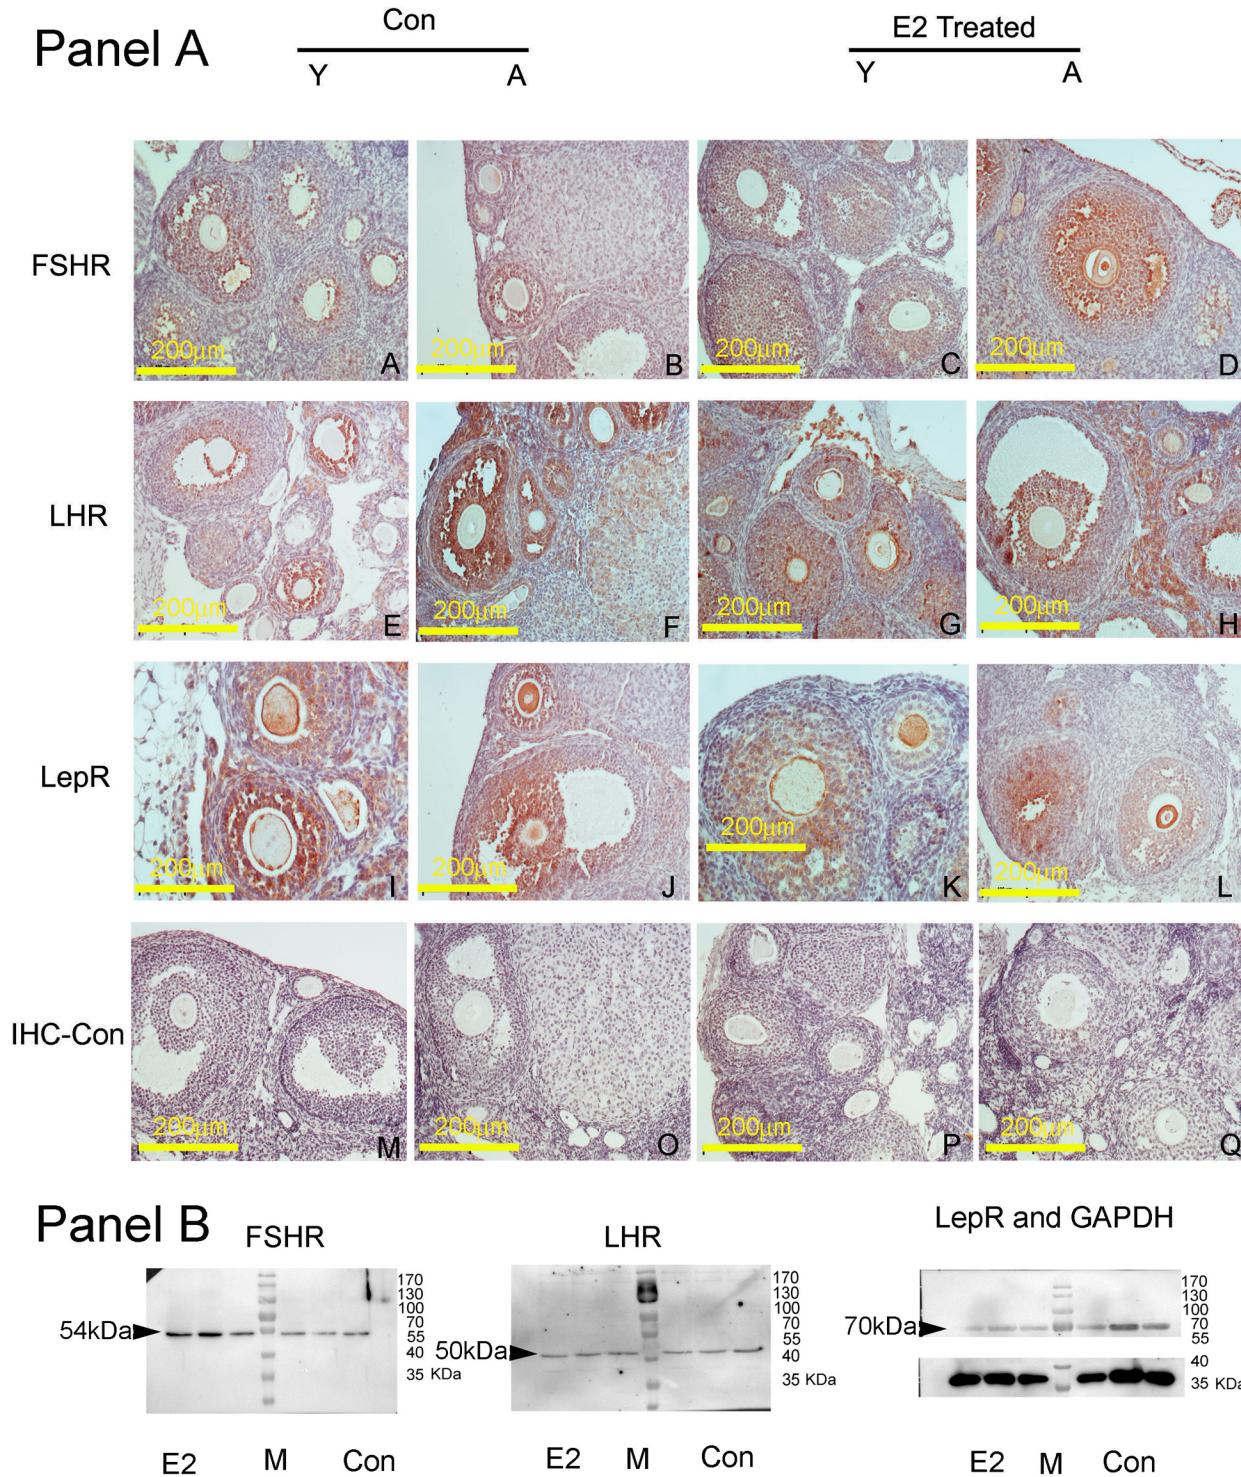 Panel A
Con
E2 Treated
Y A Y A
FSHR
200µm A
200µm B
200µm C
200µm D
LHR
200µm E
200µm F
200µm G
200µm H
LepR
200µm I
200µm J
200µm K
200µm L
IHC-Con
200µm M
200µm O
200µm P
200µm Q
Panel B
FSHR
54kDa
170
130
100
70
55
40
35 KDa
E2 M Con
LHR
50kDa
170
130
100
70
55
40
35 KDa
E2 M Con
LepR and GAPDH
70kDa
170
130
100
70
55
40
35 KDa
E2 M Con